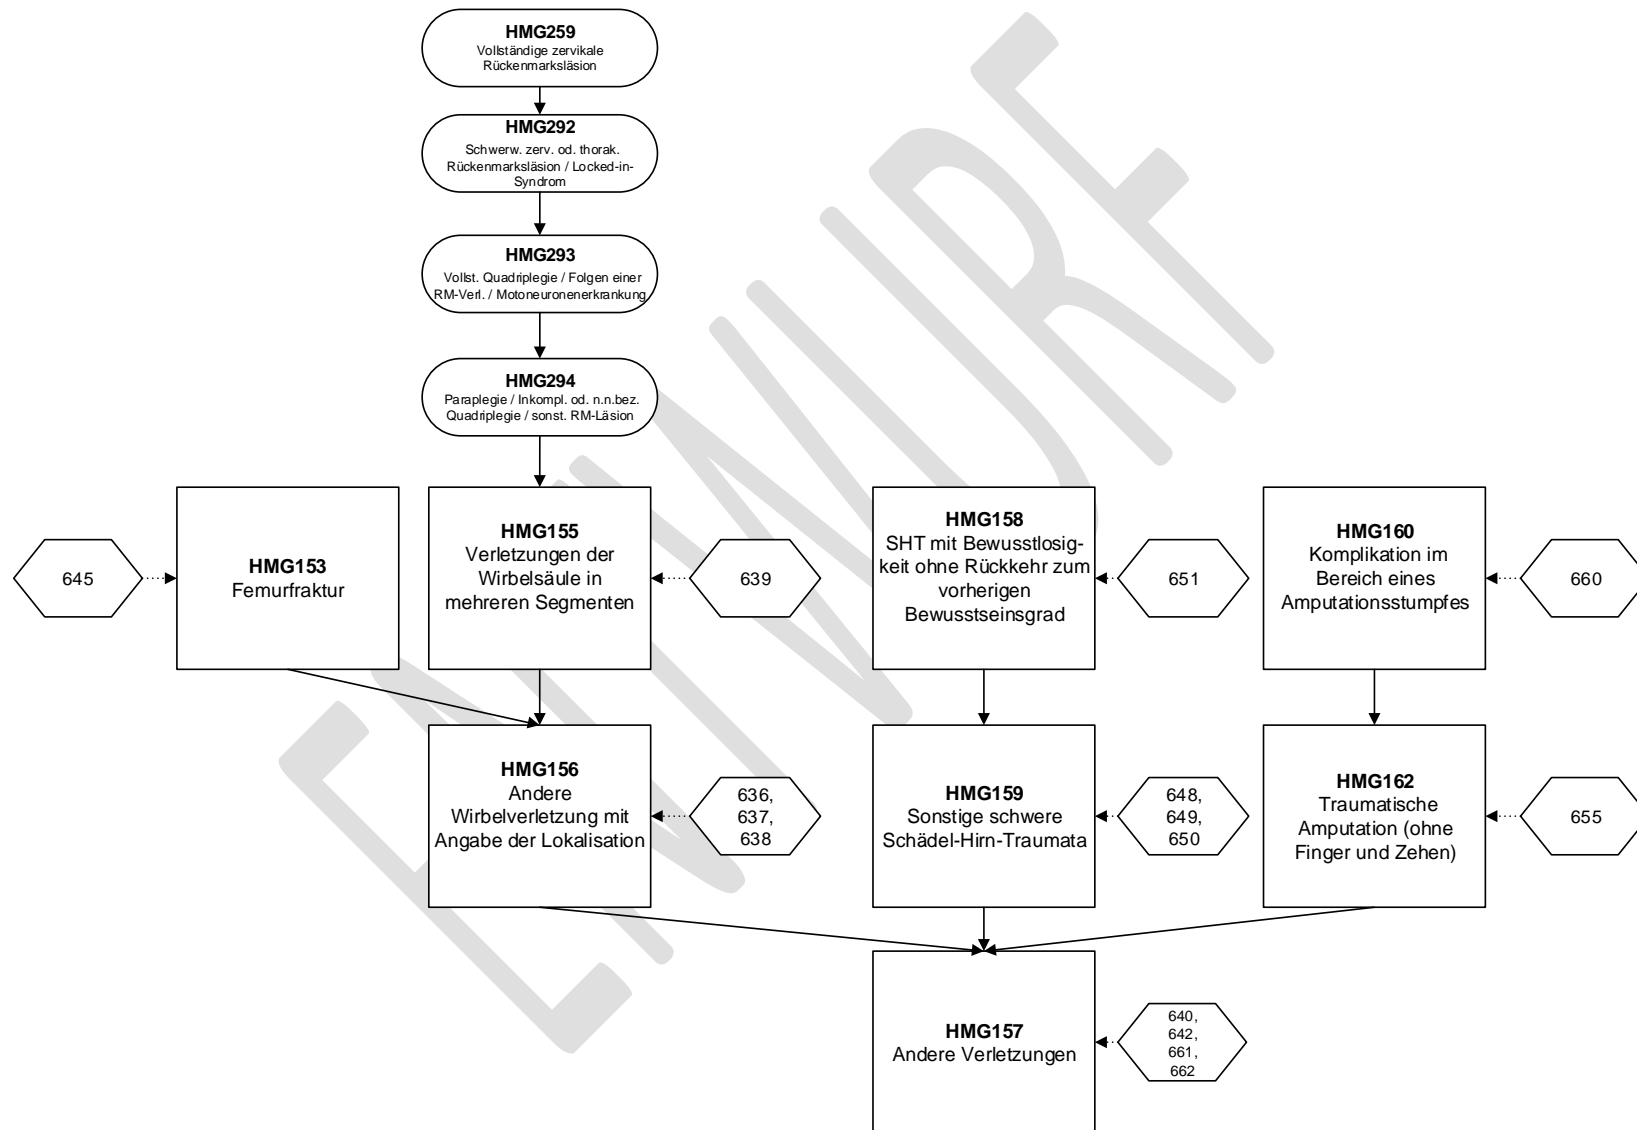 HMG259
Vollständige zervikale
Rückenmarksläsion
HMG292
Schwerw. zerv. od. thorak.
Rückenmarksläsion / Locked-in-
Syndrom
HMG293
Vollst. Quadriplegie / Folgen einer
RM-Verl. / Motoneuronenerkrankung
HMG294
Paraplegie / Inkompl. od. n.n.bez.
Quadriplegie / sonst. RM-Läsion
645
HMG153
Femurfraktur
HMG155
Verletzungen der
Wirbelsäule in
mehreren Segmenten
639
HMG158
SHT mit Bewusstlosig-
keit ohne Rückkehr zum
vorherigen
Bewusstseinsgrad
651
HMG160
Komplikation im
Bereich eines
Amputationsstumpfes
660
HMG156
Andere
Wirbelverletzung mit
Angabe der Lokalisation
636,
637,
638
HMG159
Sonstige schwere
Schädel-Hirn-Traumata
648,
649,
650
HMG162
Traumatische
Amputation (ohne
Finger und Zehen)
655
HMG157
Andere Verletzungen
640,
642,
661,
662
ENTWURF